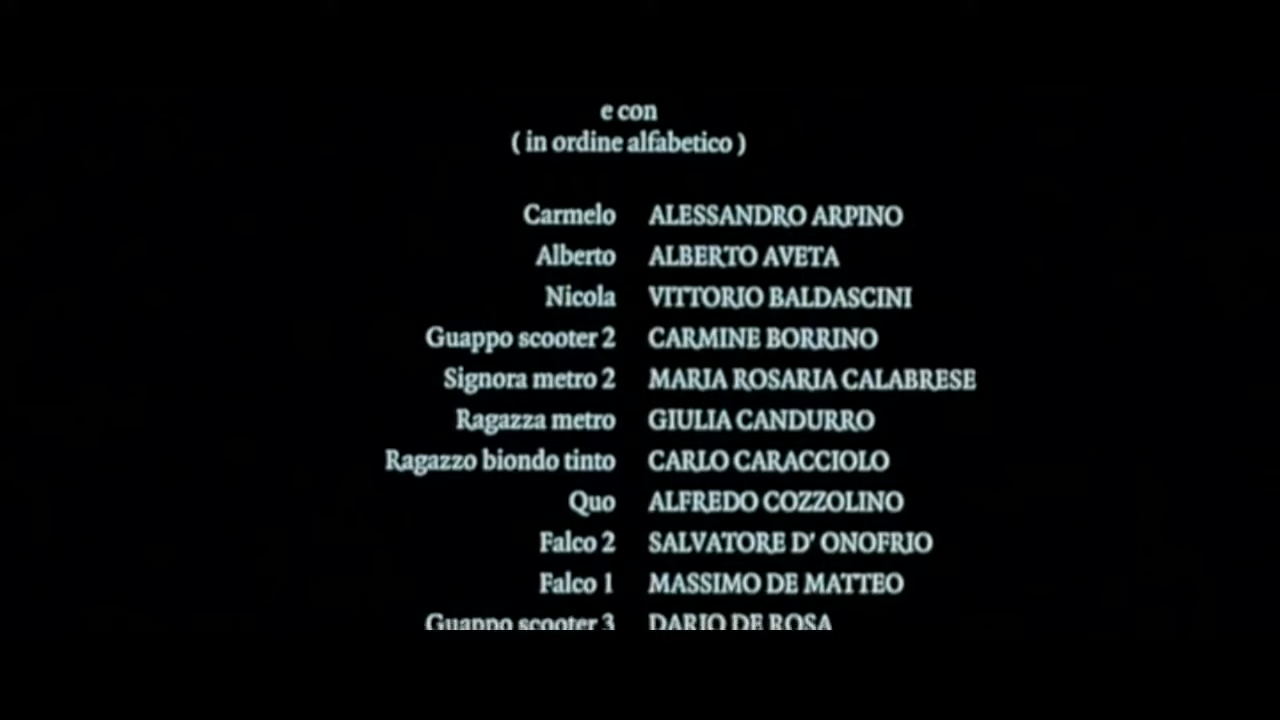 e con
( in ordine alfabetico )
Carmelo ALESSANDRO ARPINO
Alberto ALBERTO AVETA
Nicola VITTORIO BALDASCINI
Guappo scooter 2 CARMINE BORRINO
Signora metro 2 MARIA ROSARIA CALABRESE
Ragazza metro GIULIA CANDURRO
Ragazzo biondo tinto CARLO CARACCIOLO
Quo ALFREDO COZZOLINO
Falco 2 SALVATORE D' ONOFRIO
Falco 1 MASSIMO DE MATTEO
Guappo scooter 3 DARIO DE ROSA